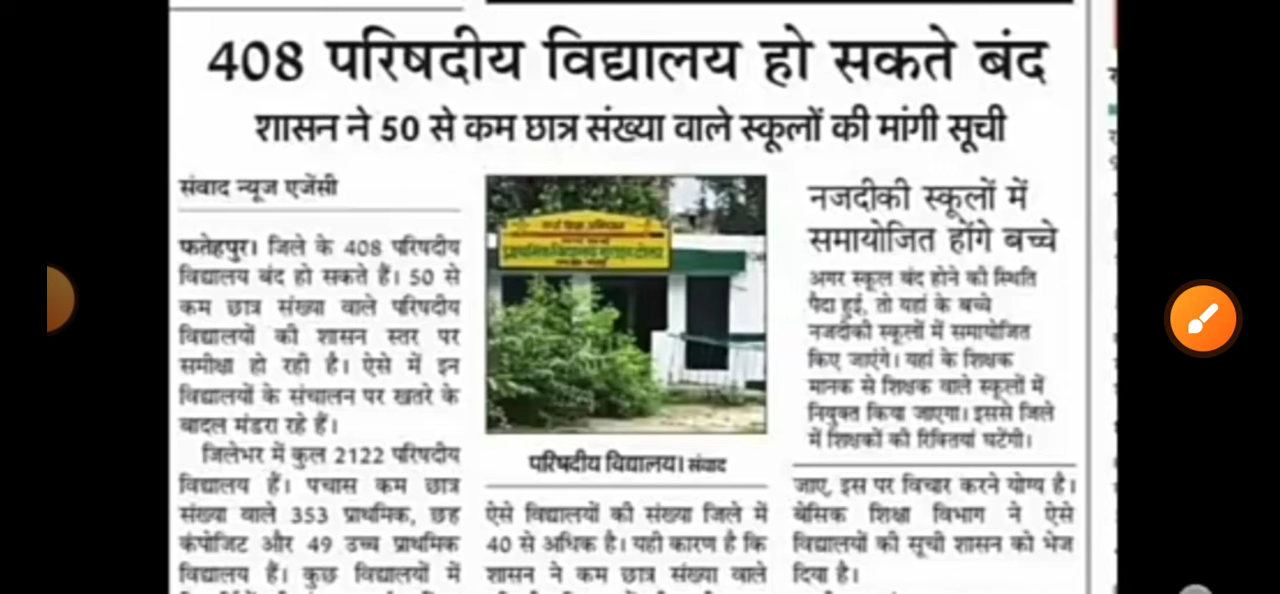 408 परिषदीय विद्यालय हो सकते बंद
शासन ने 50 से कम छात्र संख्या वाले स्कूलों की मांगी सूची
संवाद न्यूज एजेंसी
फतेहपुर। जिले के 408 परिषदीय
विद्यालय बंद हो सकते हैं। 50 से
कम छात्र संख्या वाले परिषदीय
विद्यालयों की शासन स्तर पर
समीक्षा हो रही है। ऐसे में इन
विद्यालयों के संचालन पर खतरे के
बादल मंडरा रहे हैं।
जिलेभर में कुल 2122 परिषदीय
विद्यालय हैं। पचास कम छात्र
संख्या वाले 353 प्राथमिक, छह
कंपोजिट और 49 उच्च प्राथमिक
विद्यालय हैं। कुछ विद्यालयों में
परिषदीय विद्यालय। संवाद
ऐसे विद्यालयों की संख्या जिले में
40 से अधिक है। यही कारण है कि
शासन ने कम छात्र संख्या वाले
नजदीकी स्कूलों में
समायोजित होंगे बच्चे
अगर स्कूल बंद होने की स्थिति
पैदा हुई, तो यहां के बच्चे
नजदीकी स्कूलों में समायोजित
किए जाएंगे। यहां के शिक्षक
मानक से शिक्षक वाले स्कूलों में
नियुक्त किया जाएगा। इससे जिले
में शिक्षकों की रिक्तियां घटेंगी।
जाए, इस पर विचार करने योग्य है।
बेसिक शिक्षा विभाग ने ऐसे
विद्यालयों की सूची शासन को भेज
दिया है।